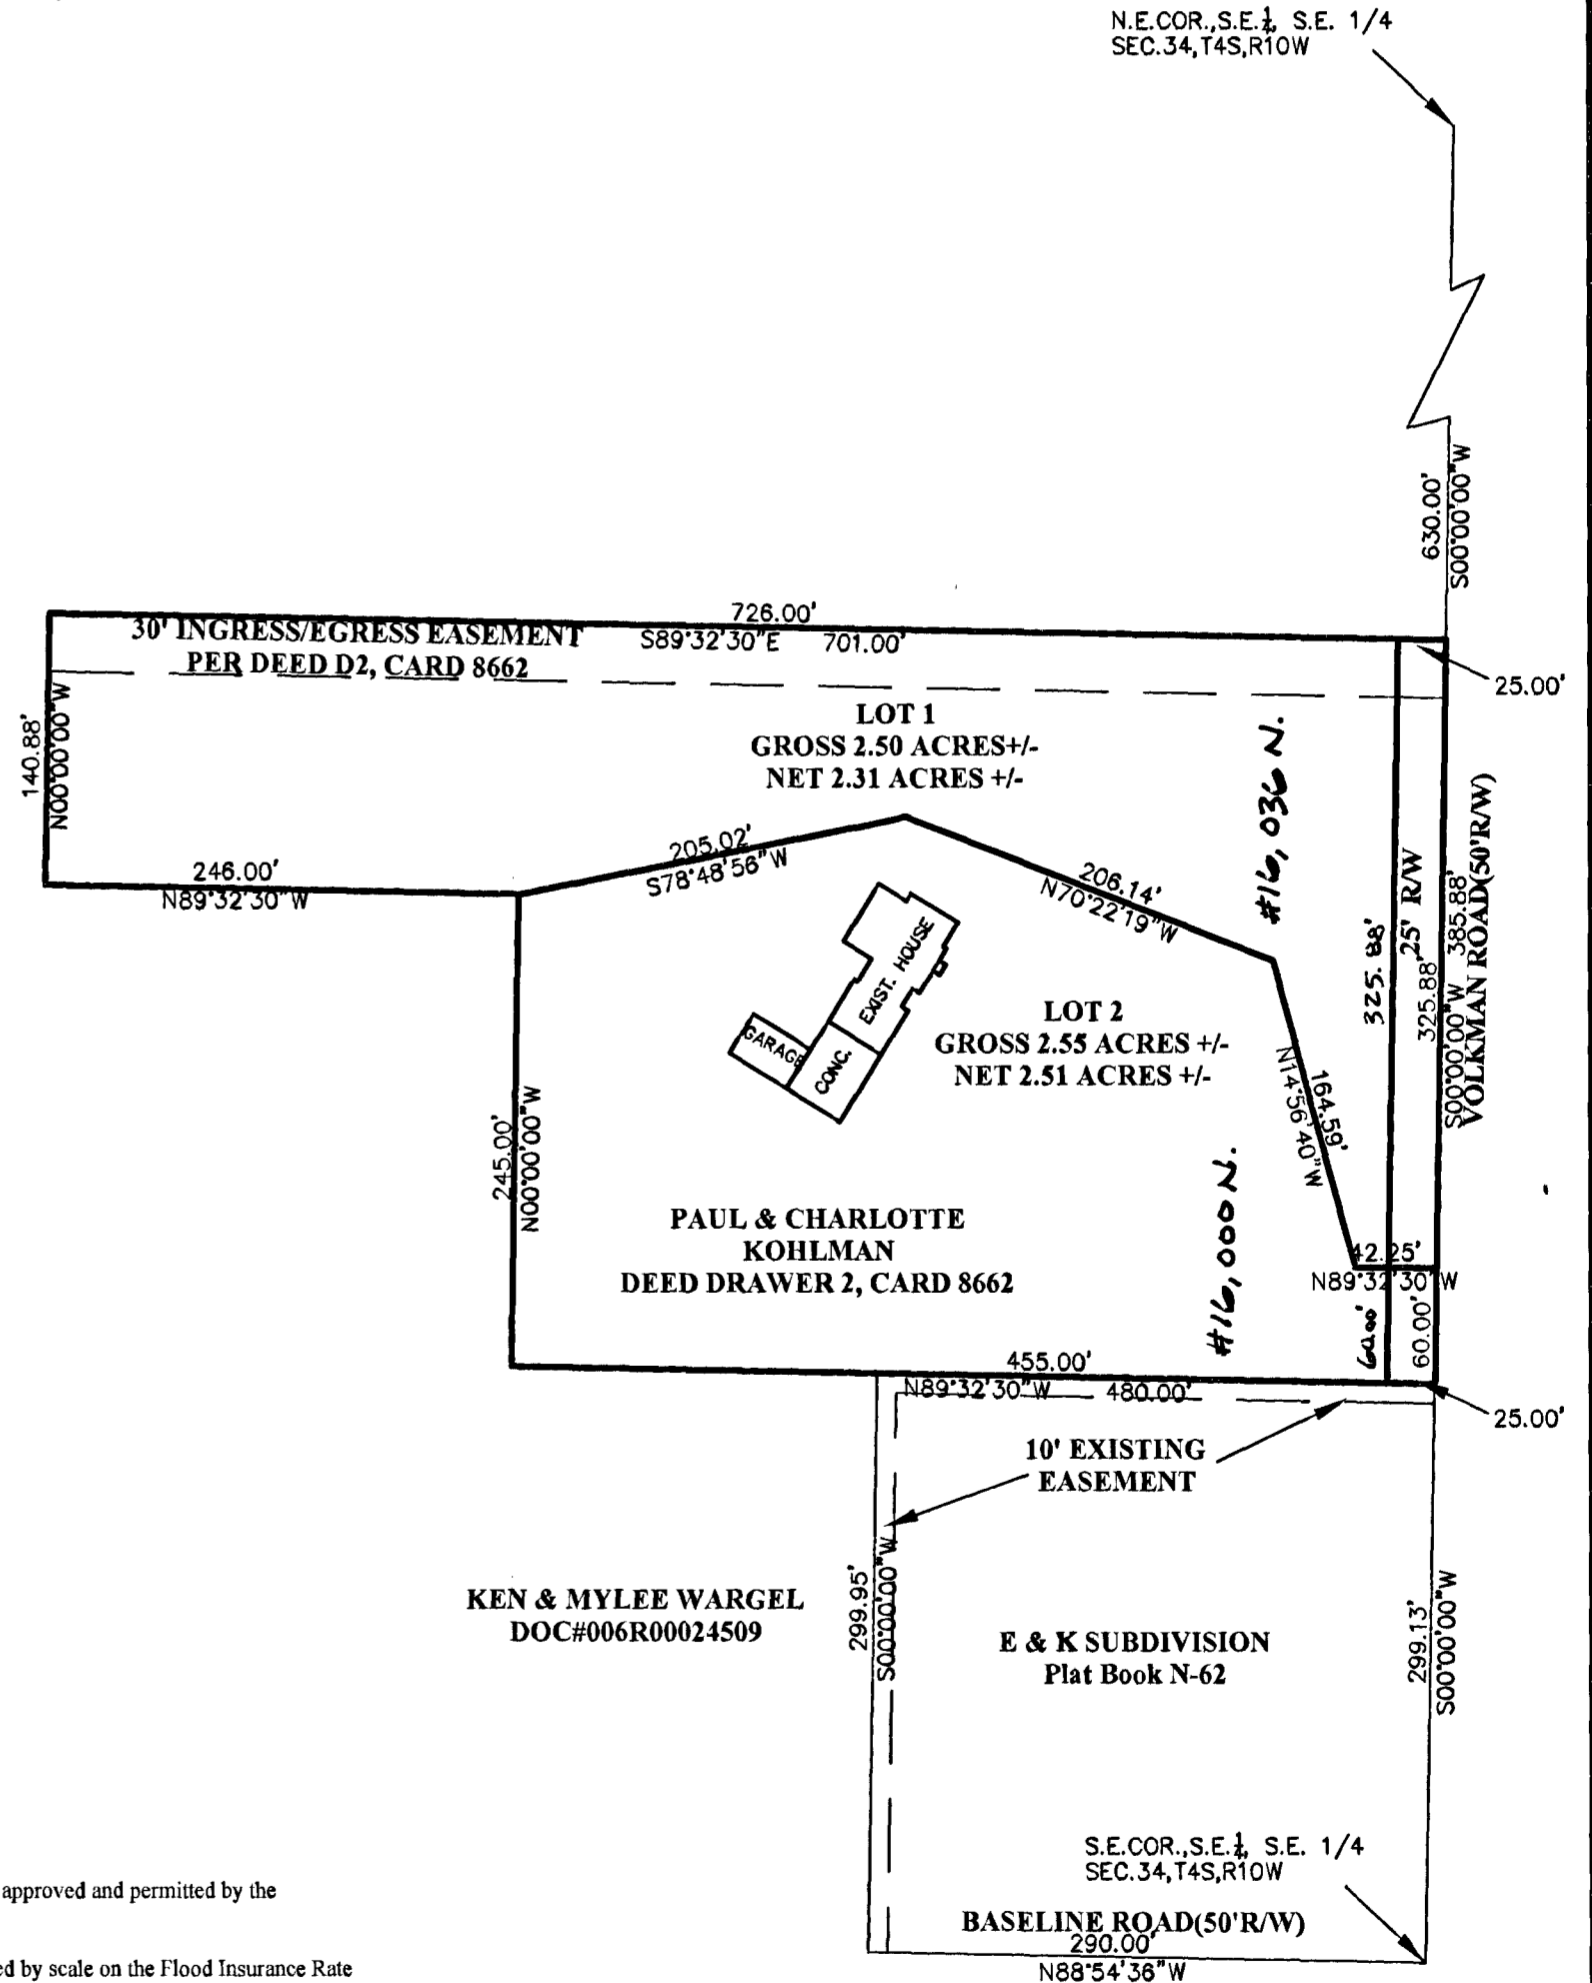 N.E.COR.,S.E.¼, S.E. 1/4
SEC.34,T4S,R10W
630.00'
S00°00'00"W
726.00'
30' INGRESS/EGRESS EASEMENT
PER DEED D2, CARD 8662
S89°32'30"E 701.00'
25.00'
140.88'
N00°00'00"W
LOT 1
GROSS 2.50 ACRES+/-
NET 2.31 ACRES +/-
#16,036 N.
246.00'
N89°32'30"W
205.02'
S78°48'56"W
206.14'
N70°22'19"W
325.88'
25' R/W
325.88'
S00°00'00"W 385.88'
VOLKMAN ROAD(50'R/W)
EXIST. HOUSE
GARAGE
CONC.
LOT 2
GROSS 2.55 ACRES +/-
NET 2.51 ACRES +/-
164.59'
N14°56'40"W
245.00'
N00°00'00"W
PAUL & CHARLOTTE
KOHLMAN
DEED DRAWER 2, CARD 8662
#16,000 N.
42.25'
N89°32'30"W
60.00'
60.00'
455.00'
N89°32'30"W 480.00'
25.00'
10' EXISTING
EASEMENT
299.95'
S00°00'00"W
KEN & MYLEE WARGEL
DOC#006R00024509
E & K SUBDIVISION
Plat Book N-62
299.13'
S00°00'00"W
S.E.COR.,S.E.¼, S.E. 1/4
SEC.34,T4S,R10W
approved and permitted by the
BASELINE ROAD(50'R/W)
290.00'
N88°54'36"W
ed by scale on the Flood Insurance Rate